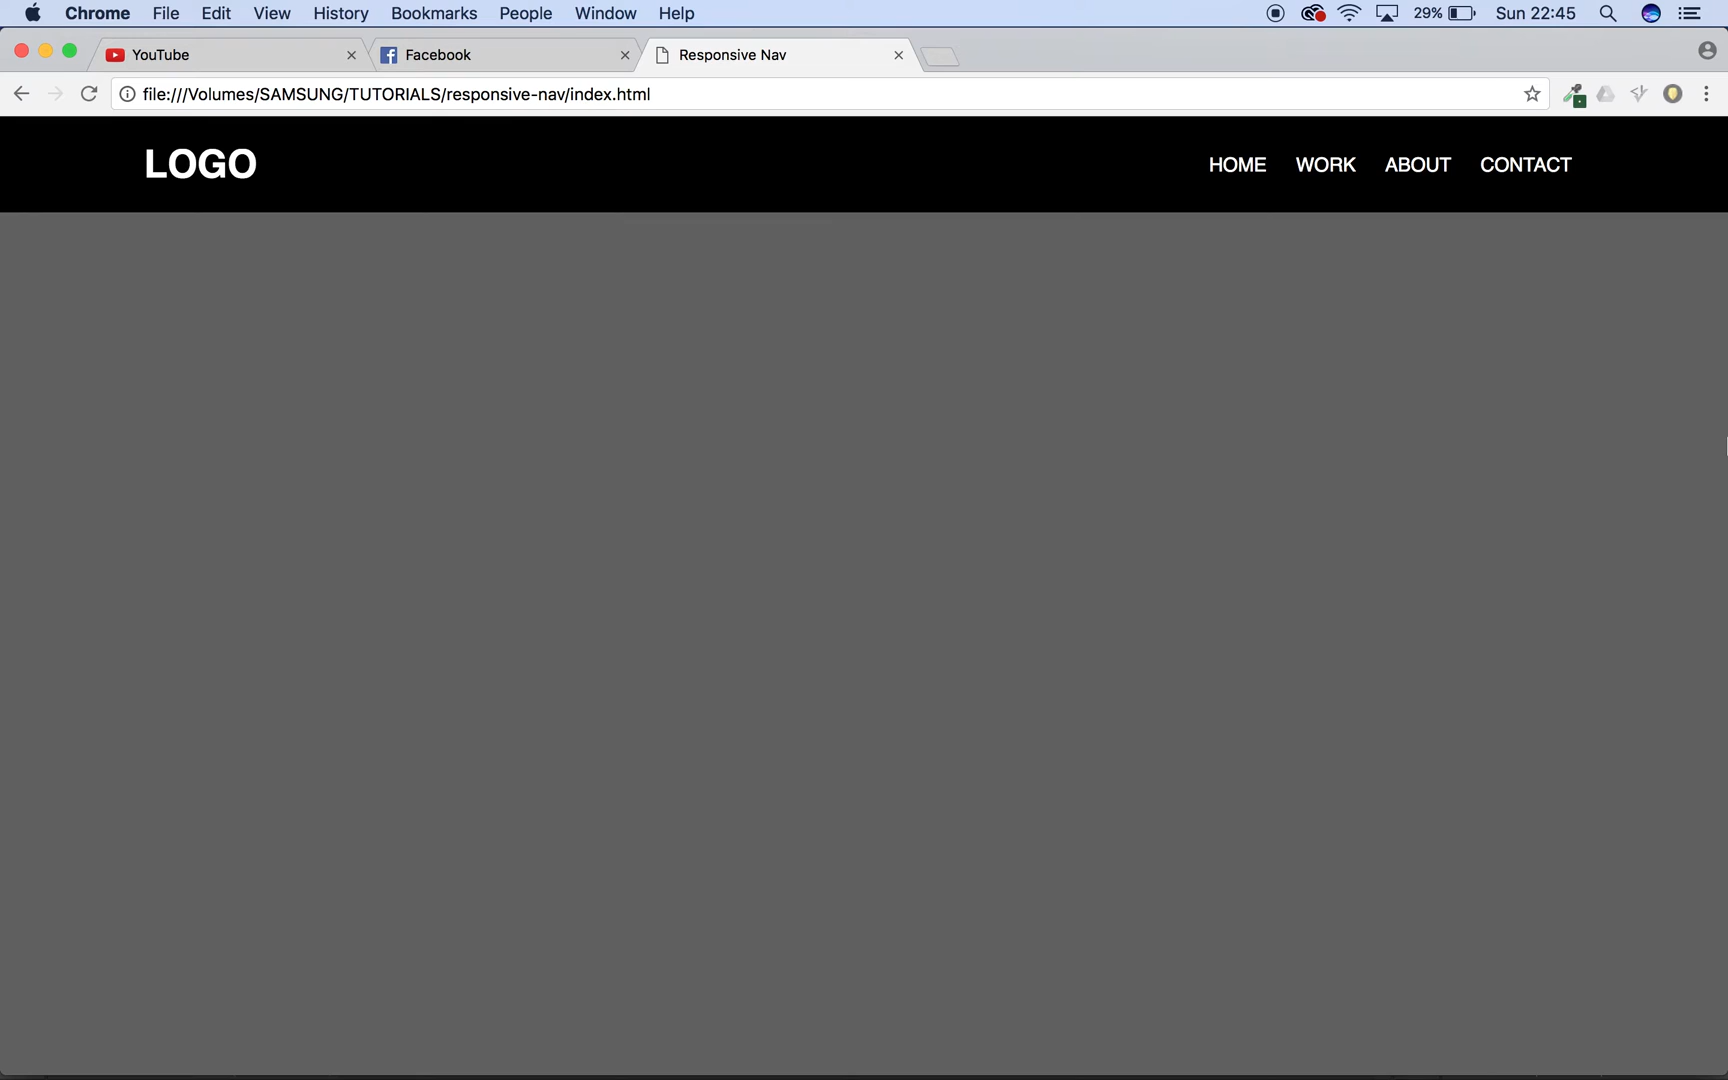 Chrome File Edit View History Bookmarks People Window Help 29% Sun 22:45
YouTube Facebook Responsive Nav
file:///Volumes/SAMSUNG/TUTORIALS/responsive-nav/index.html
LOGO HOME WORK ABOUT CONTACT